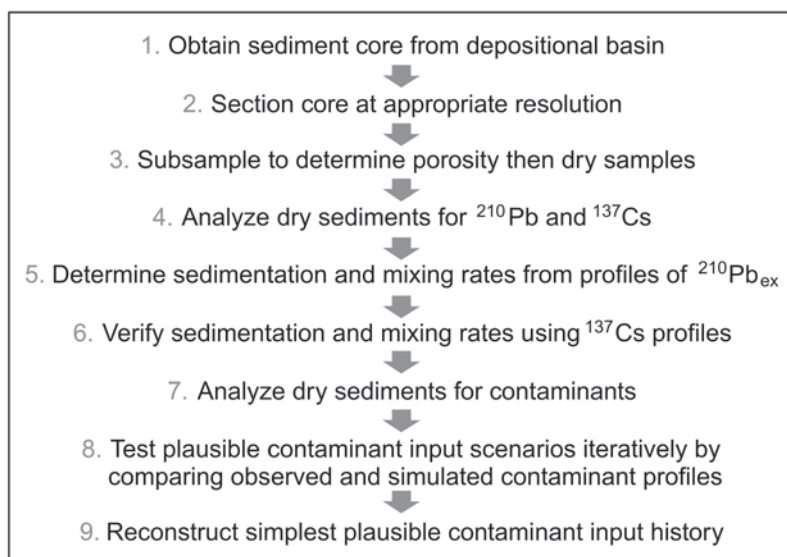 1. Obtain sediment core from depositional basin
2. Section core at appropriate resolution
3. Subsample to determine porosity then dry samples
4. Analyze dry sediments for ²¹⁰Pb and ¹³⁷Cs
5. Determine sedimentation and mixing rates from profiles of ²¹⁰Pbₑₓ
6. Verify sedimentation and mixing rates using ¹³⁷Cs profiles
7. Analyze dry sediments for contaminants
8. Test plausible contaminant input scenarios iteratively by
comparing observed and simulated contaminant profiles
9. Reconstruct simplest plausible contaminant input history